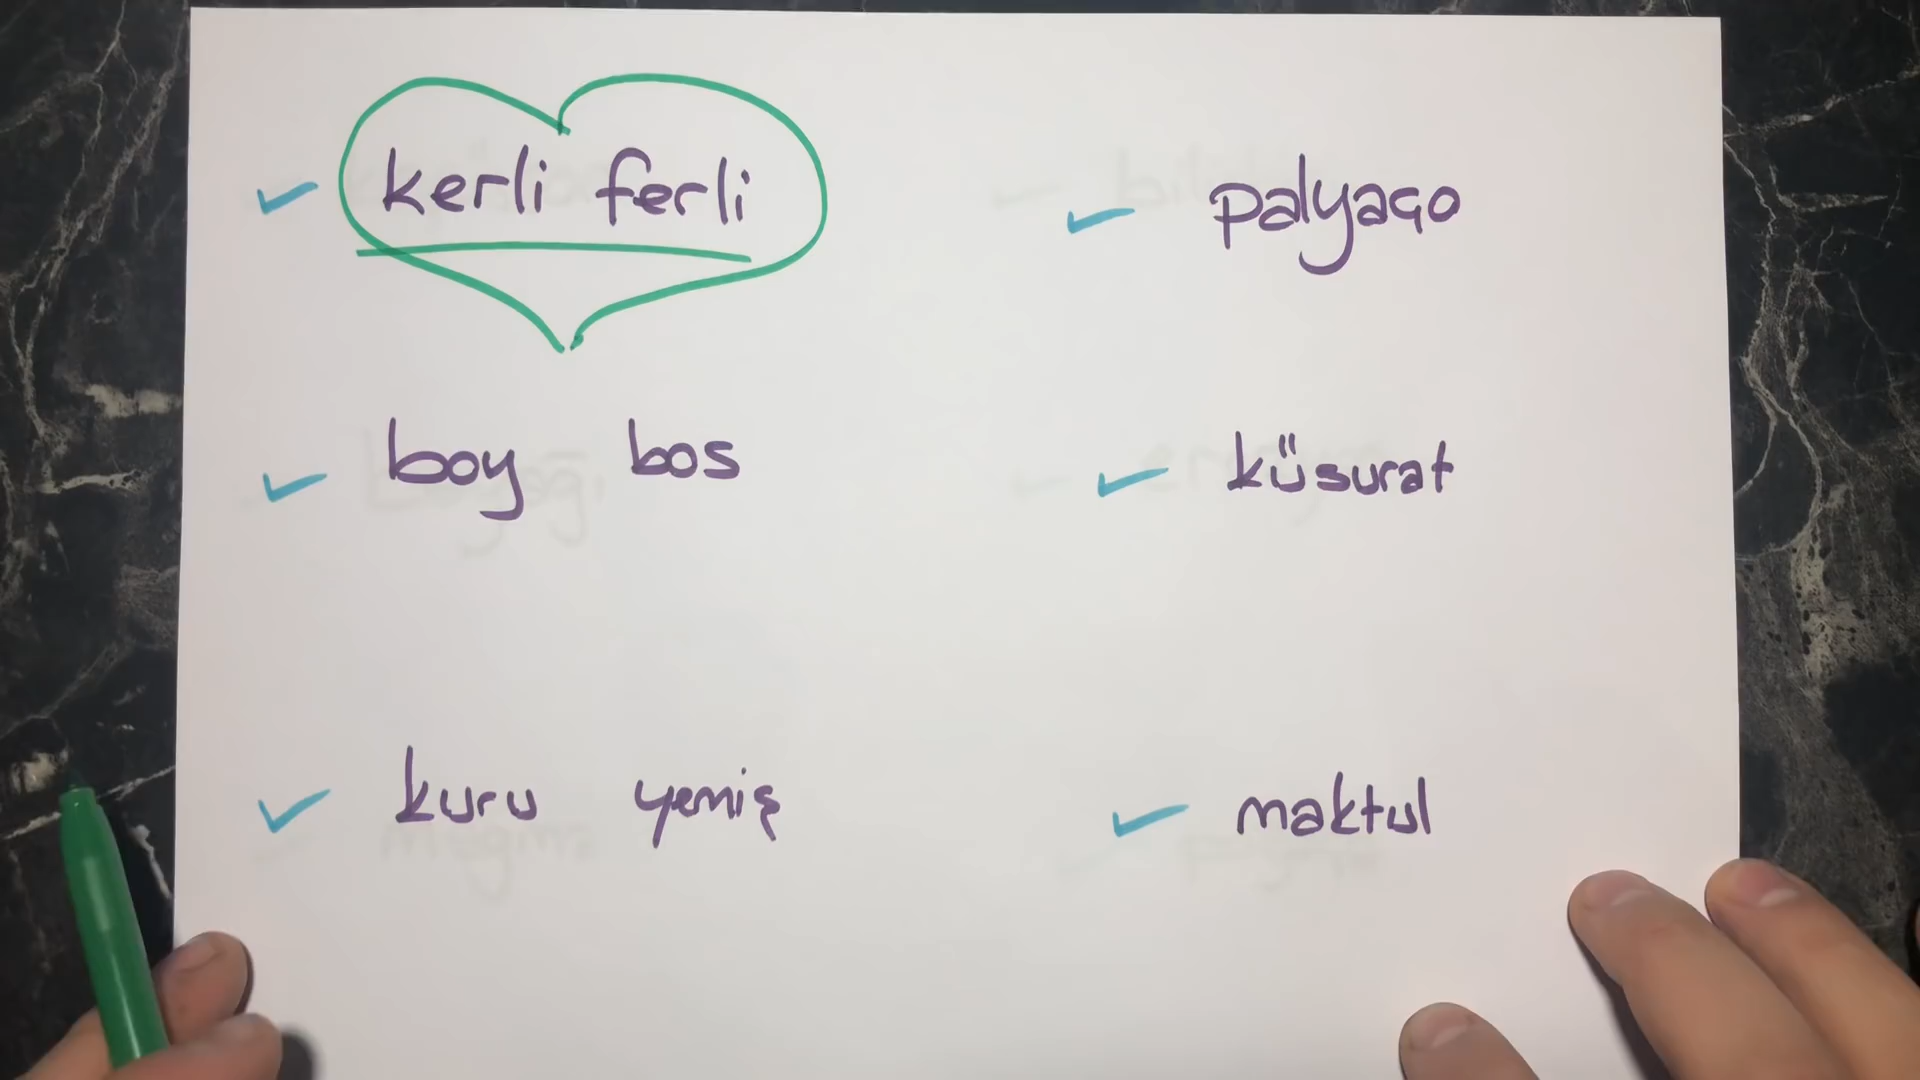 kerli ferli
palyaço
boy bos
küsurat
kuru yemiş
maktul